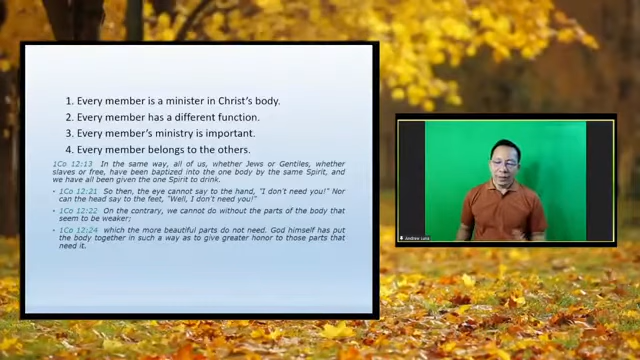 1. Every member is a minister in Christ's body.
2. Every member has a different function.
3. Every member's ministry is important.
4. Every member belongs to the others.
1Co 12:13 In the same way, all of us, whether Jews or Gentiles, whether
slaves or free, have been baptized into the one body by the same Spirit, and
we have all been given the one Spirit to drink.
• 1Co 12:21 So then, the eye cannot say to the hand, "I don't need you!" Nor
can the head say to the feet, "Well, I don't need you!"
• 1Co 12:22 On the contrary, we cannot do without the parts of the body that
seem to be weaker;
• 1Co 12:24 which the more beautiful parts do not need. God himself has put
the body together in such a way as to give greater honor to those parts that
need it.
Andrew